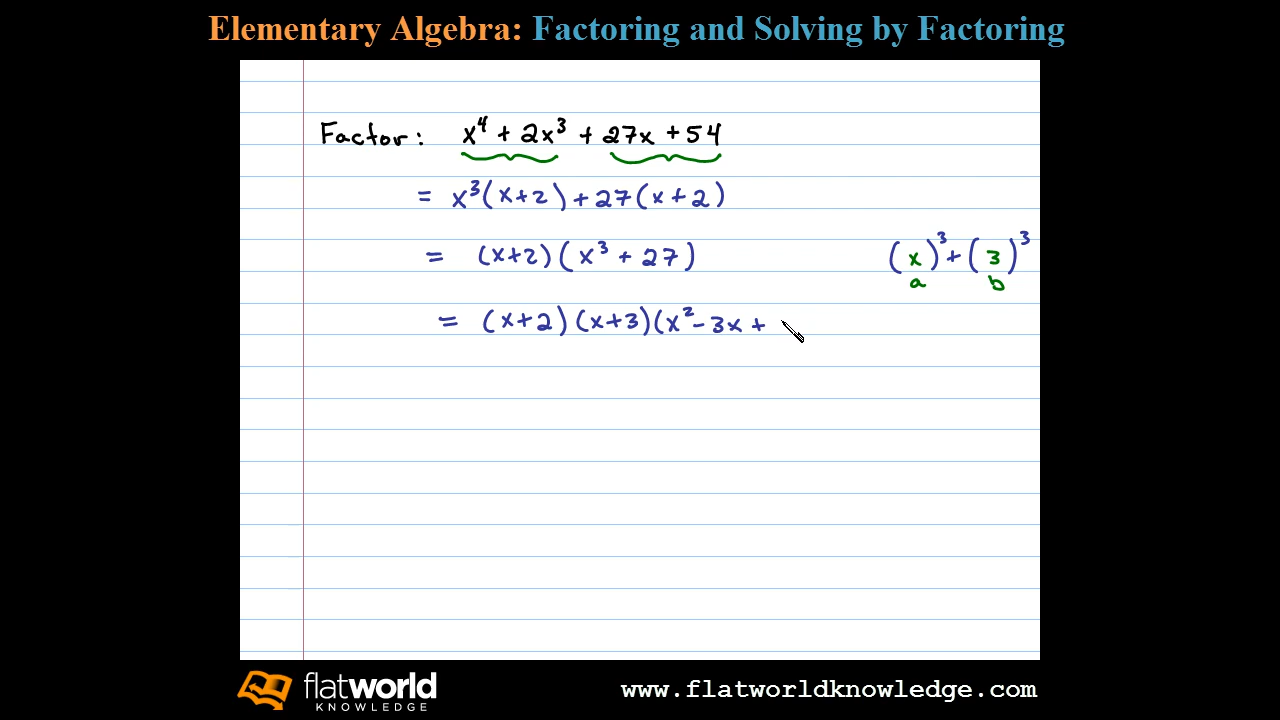 Elementary Algebra: Factoring and Solving by Factoring
Factor: x⁴ + 2x³ + 27x + 54
= x³(x+2) + 27(x+2)
= (x+2)(x³ + 27) (x)³ + (3)³
a b
= (x+2)(x+3)(x² - 3x +
flatworld
KNOWLEDGE
www.flatworldknowledge.com